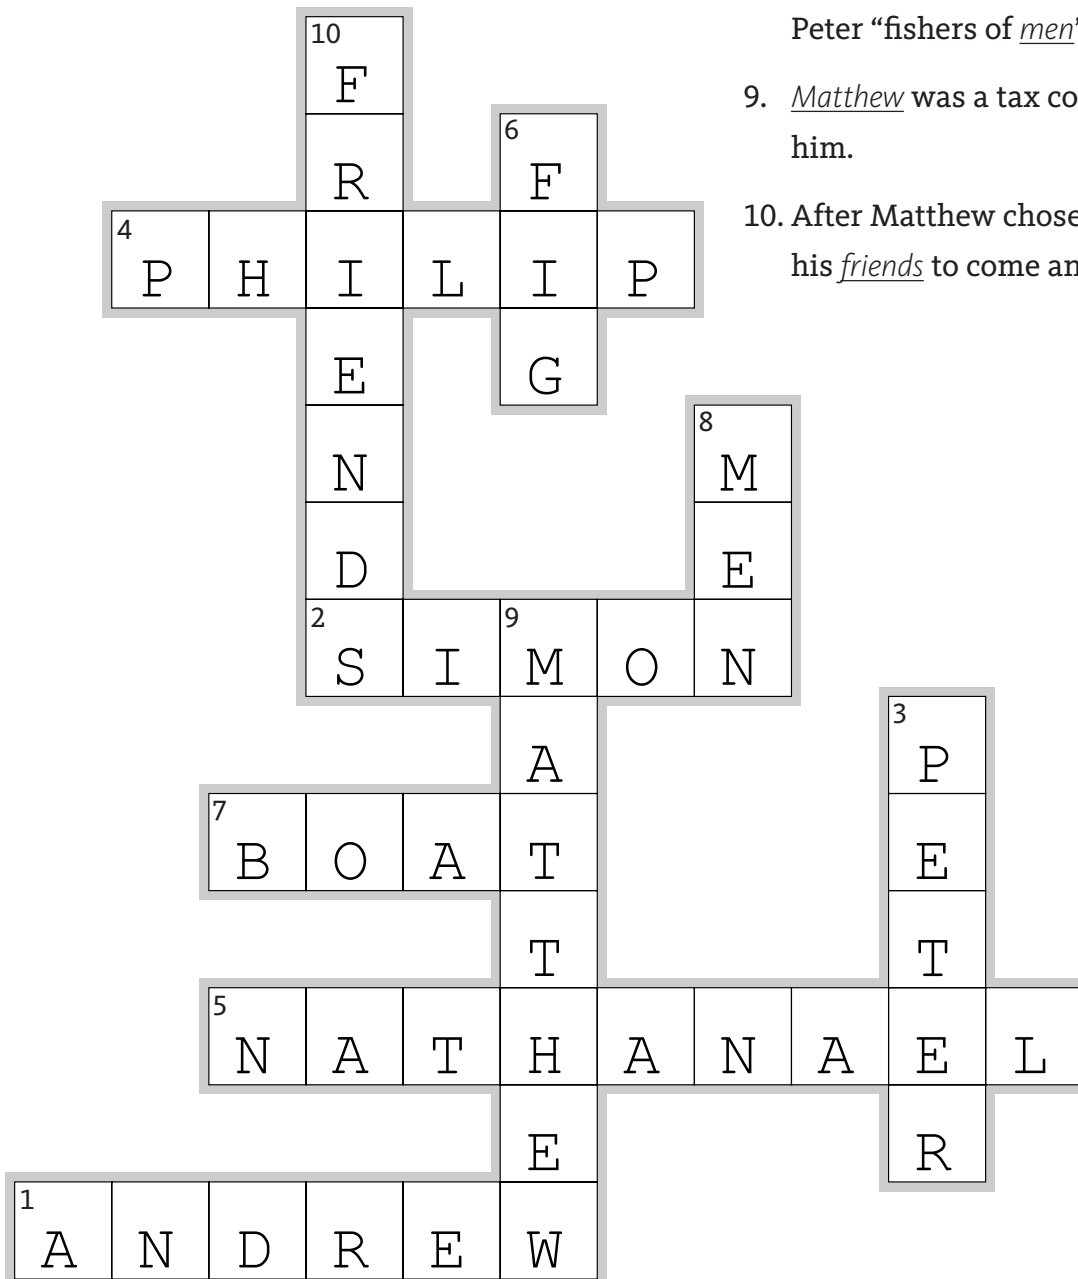 Peter “fishers of men”
9. Matthew was a tax co
him.
10. After Matthew chose
his friends to come an
10
F
R
6
F
4
P H I L I P
E
G
N
8
M
D
E
2
S I
9
M O N
A
3
P
7
B O A T
E
T
T
5
N A T H A N A E L
E
R
1
A N D R E W